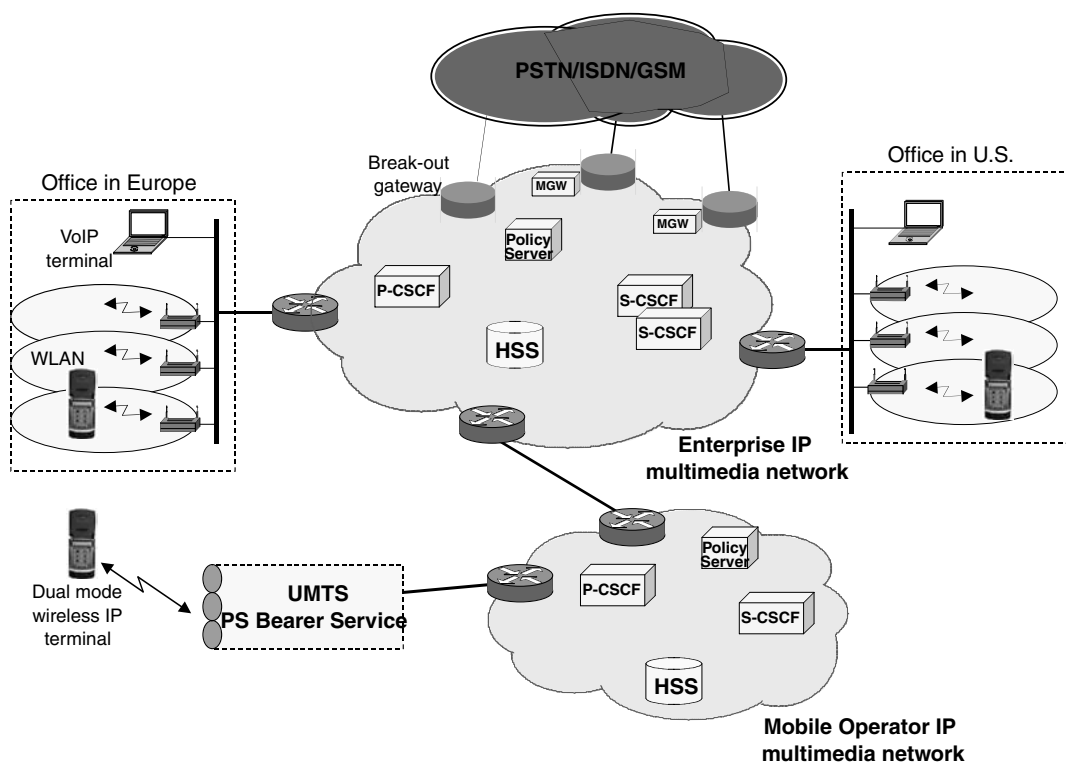 PSTN/ISDN/GSM
Break-out
gateway
MGW
MGW
Office in Europe
Office in U.S.
VoIP
terminal
WLAN
Policy
Server
P-CSCF
S-CSCF
S-CSCF
HSS
Enterprise IP
multimedia network
Dual mode
wireless IP
terminal
UMTS
PS Bearer Service
Policy
Server
P-CSCF
S-CSCF
HSS
Mobile Operator IP
multimedia network